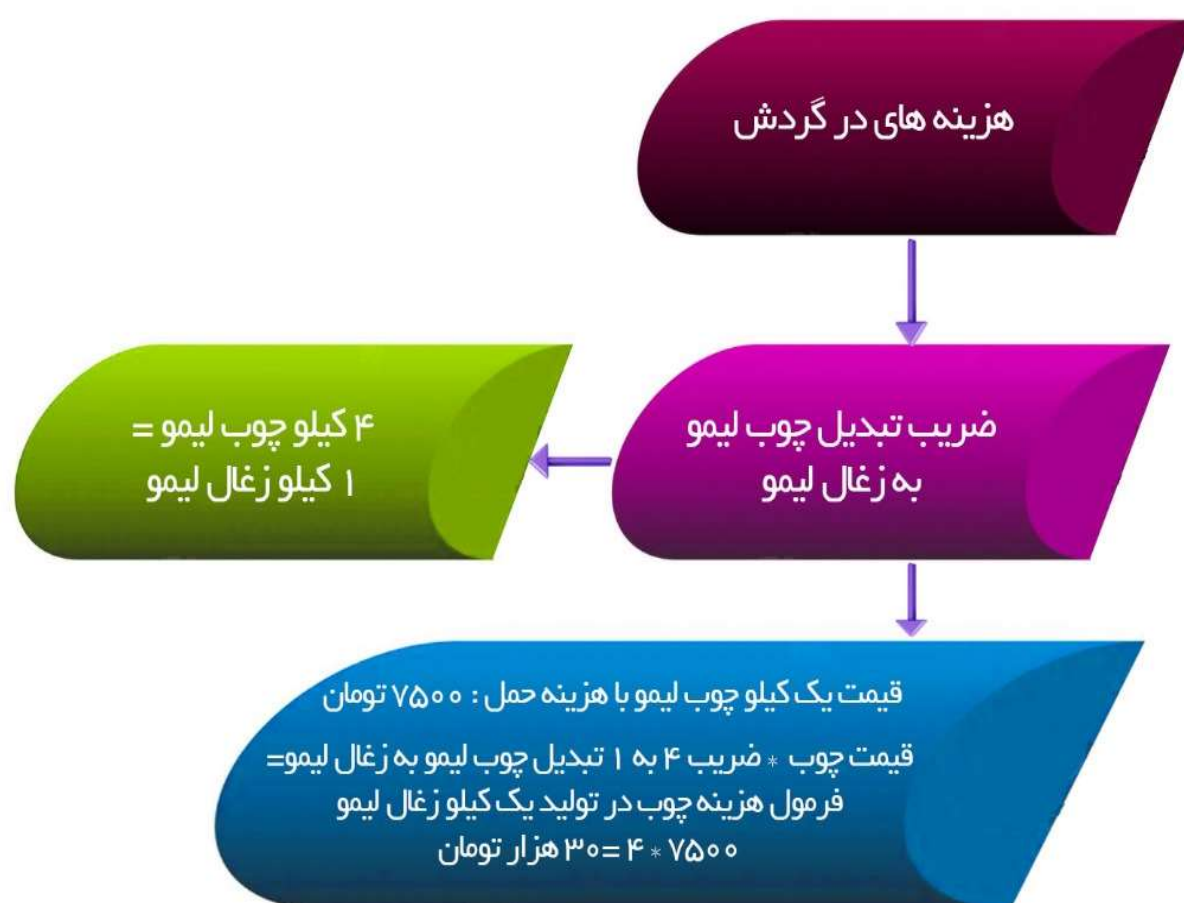 هزینه های در گردش
ضریب تبدیل چوب لیمو
به زغال لیمو
۴ کیلو چوب لیمو =
۱ کیلو زغال لیمو
قیمت یک کیلو چوب لیمو با هزینه حمل : ۷۵۰۰ تومان
قیمت چوب * ضریب ۴ به ۱ تبدیل چوب لیمو به زغال لیمو=
فرمول هزینه چوب در تولید یک کیلو زغال لیمو
۷۵۰۰ * ۴ =۳۰ هزار تومان